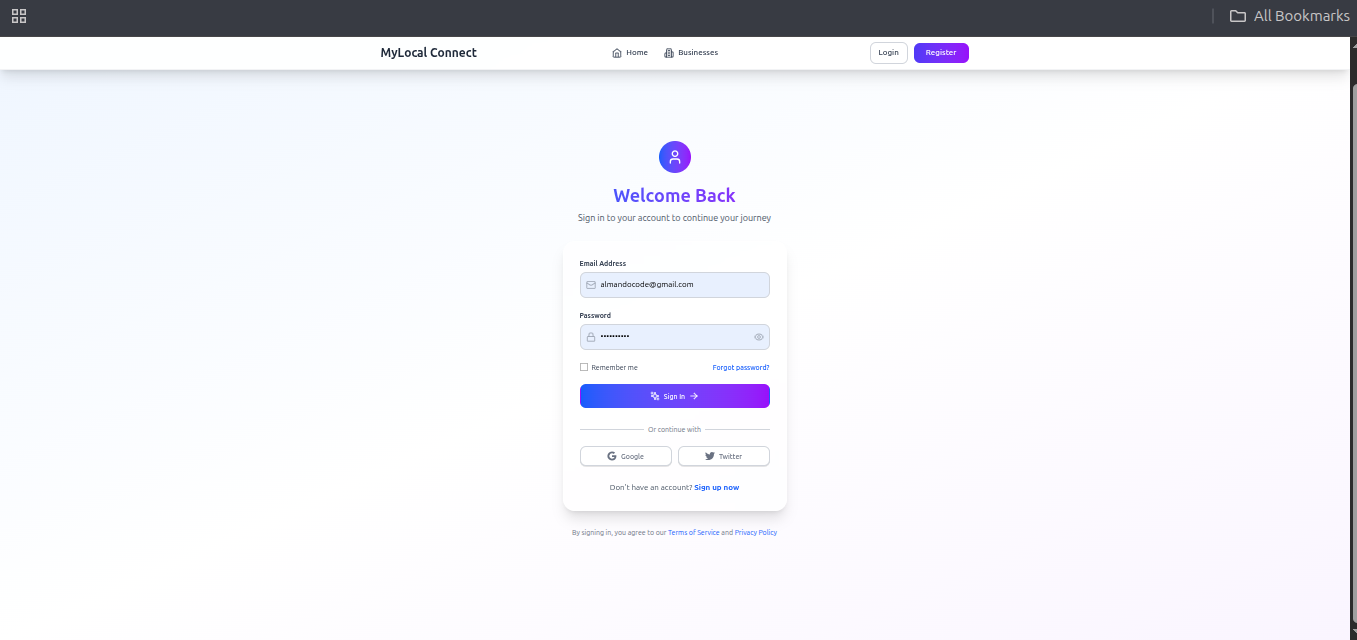 All Bookmarks
MyLocal Connect
Home
Businesses
Login
Register
Welcome Back
Sign in to your account to continue your journey
Email Address
almandocode@gmail.com
Password
••••••••••
Remember me
Forgot password?
Sign In
Or continue with
Google
Twitter
Don't have an account? Sign up now
By signing in, you agree to our Terms of Service and Privacy Policy